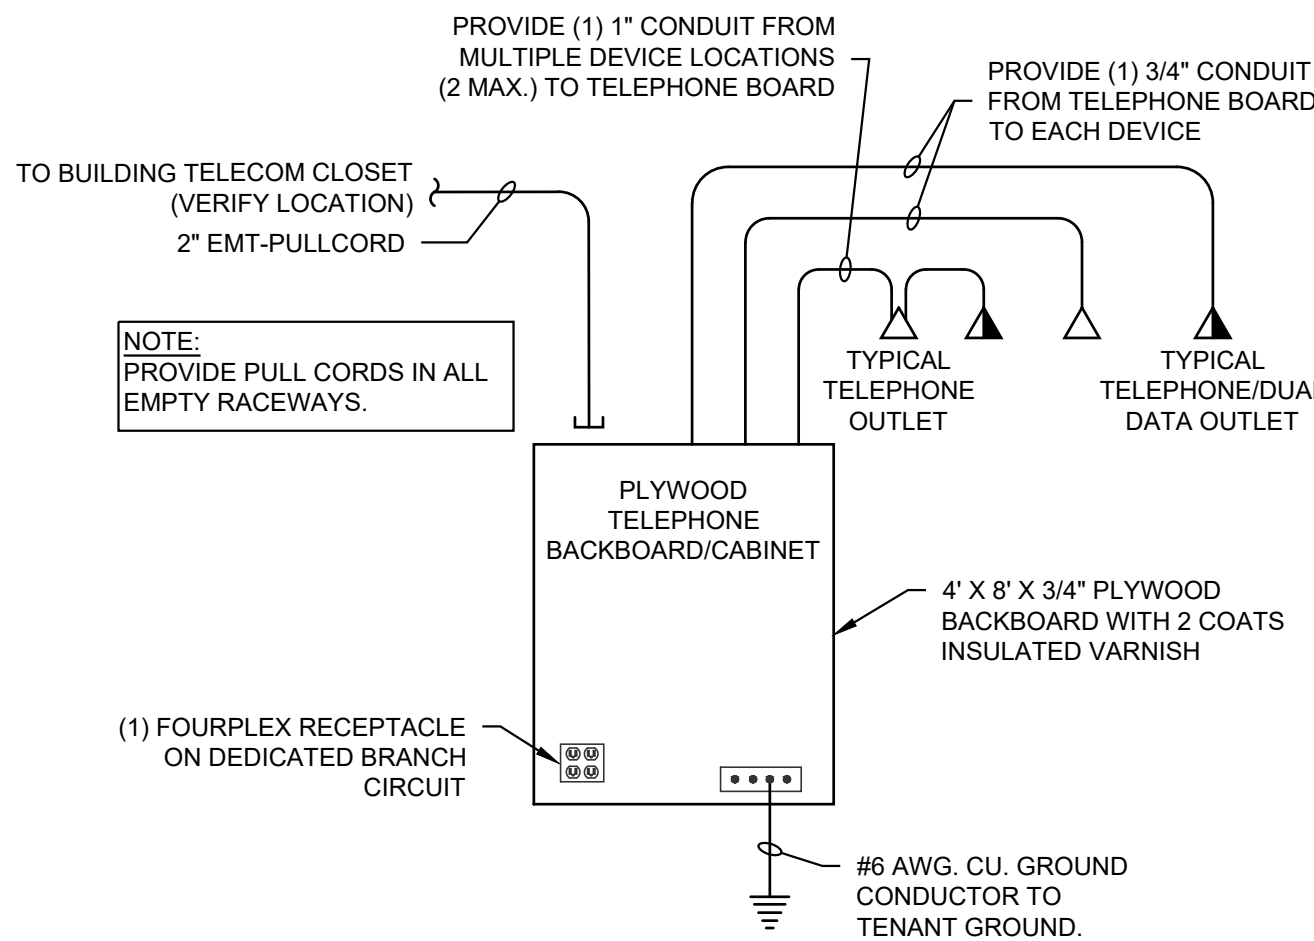 PROVIDE (1) 1" CONDUIT FROM
MULTIPLE DEVICE LOCATIONS
(2 MAX.) TO TELEPHONE BOARD
PROVIDE (1) 3/4" CONDUIT
FROM TELEPHONE BOARD
TO EACH DEVICE
TO BUILDING TELECOM CLOSET
(VERIFY LOCATION)
2" EMT-PULLCORD
NOTE:
PROVIDE PULL CORDS IN ALL
EMPTY RACEWAYS.
TYPICAL
TELEPHONE
OUTLET
TYPICAL
TELEPHONE/DUAL
DATA OUTLET
PLYWOOD
TELEPHONE
BACKBOARD/CABINET
4' X 8' X 3/4" PLYWOOD
BACKBOARD WITH 2 COATS
INSULATED VARNISH
(1) FOURPLEX RECEPTACLE
ON DEDICATED BRANCH
CIRCUIT
#6 AWG. CU. GROUND
CONDUCTOR TO
TENANT GROUND.